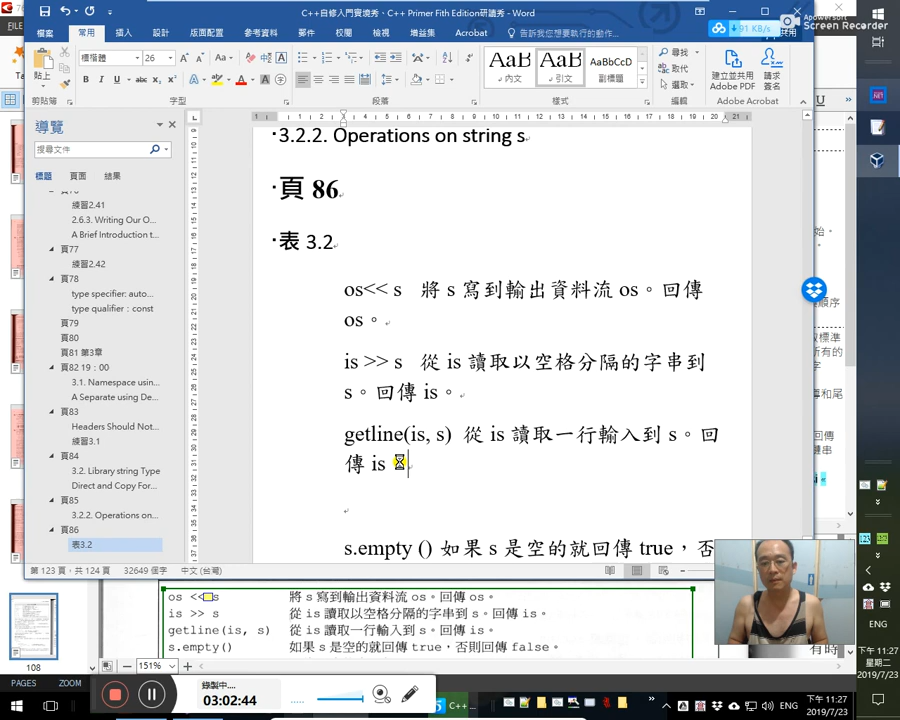 C++自修入門實境秀、C++ Primer Fith Edition研讀秀 - Word
Apowersoft
Screen Recorder
91 KB/s
共用
檔案
常用
插入
設計
版面配置
參考資料
郵件
校閱
檢視
增益集
Acrobat
告訴我您想要執行的動作...
貼上
標楷體
26
AaBb
AaBb
AaBbCcD
內文
引文
副標題
尋找
取代
選取
建立並共用
Adobe PDF
請求
簽名
剪貼簿
字型
段落
樣式
編輯
Adobe Acrobat
導覽
搜尋文件
標題
頁面
結果
練習2.41
2.6.3. Writing Our O...
A Brief Introduction t...
頁77
練習2.42
頁78
type specifier: auto...
type qualifier：const
頁79
頁80
頁81 第3章
頁82 19：00
3.1. Namespace usin...
A Separate using De...
頁83
Headers Should Not...
練習3.1
頁84
3.2. Library string Type
Direct and Copy For...
頁85
3.2.2. Operations on...
頁86
表3.2
3.2.2. Operations on string s
頁 86
表 3.2
os<< s 將 s 寫到輸出資料流 os。回傳
os。
is >> s 從 is 讀取以空格分隔的字串到
s。回傳 is。
getline(is, s) 從 is 讀取一行輸入到 s。回
傳 is
s.empty () 如果 s 是空的就回傳 true，否
第 123 頁，共 124 頁
32649 個字
中文 (台灣)
os << s 將 s 寫到輸出資料流 os。回傳 os。
is >> s 從 is 讀取以空格分隔的字串到 s。回傳 is。
getline(is, s) 從 is 讀取一行輸入到 s。回傳 is。
s.empty() 如果 s 是空的就回傳 true，否則回傳 false。
108
PAGES
ZOOM
151%
錄製中....
03:02:44
C++ ...
ENG
下午 11:27
星期二
2019/7/23
ENG
下午 11:27
2019/7/23